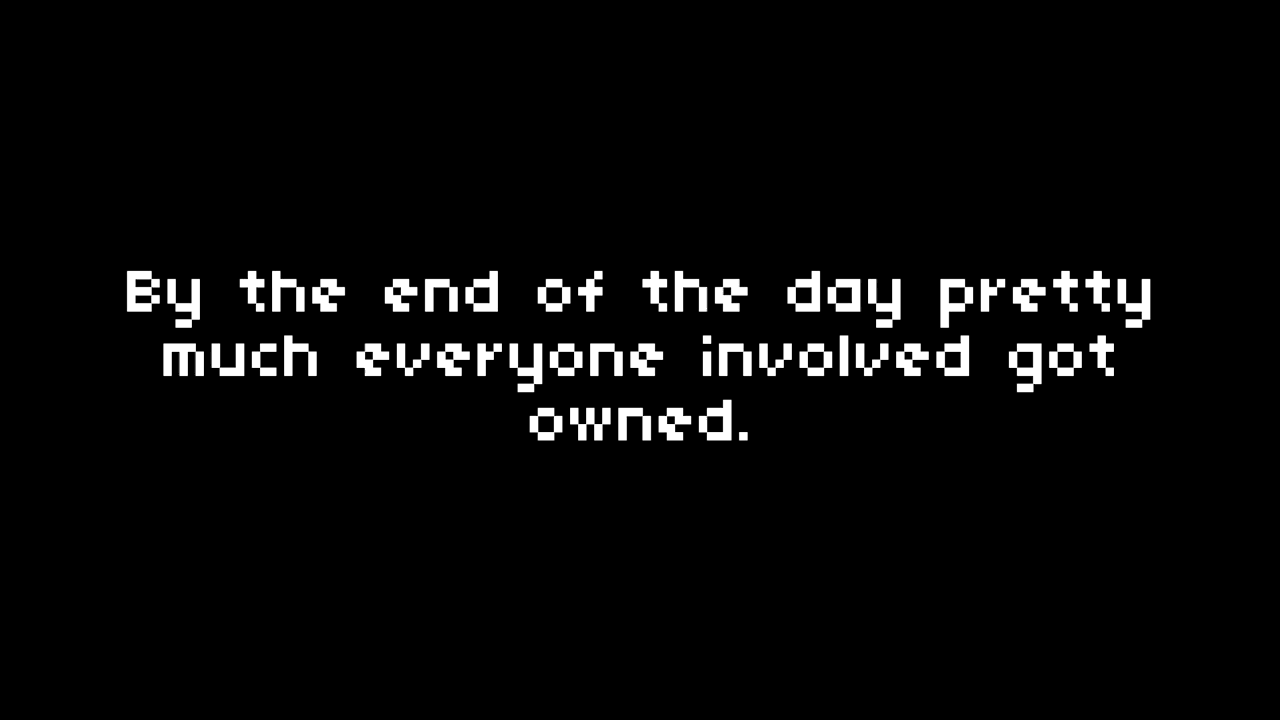 By the end of the day pretty
much everyone involved got
owned.